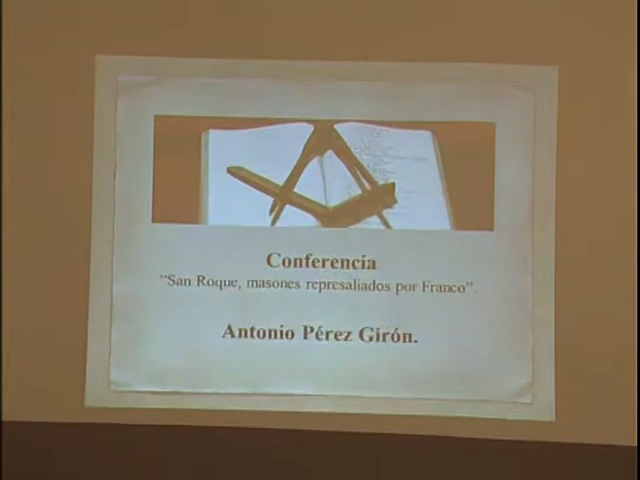 Conferencia
"San Roque, masones represaliados por Franco".
Antonio Pérez Girón.